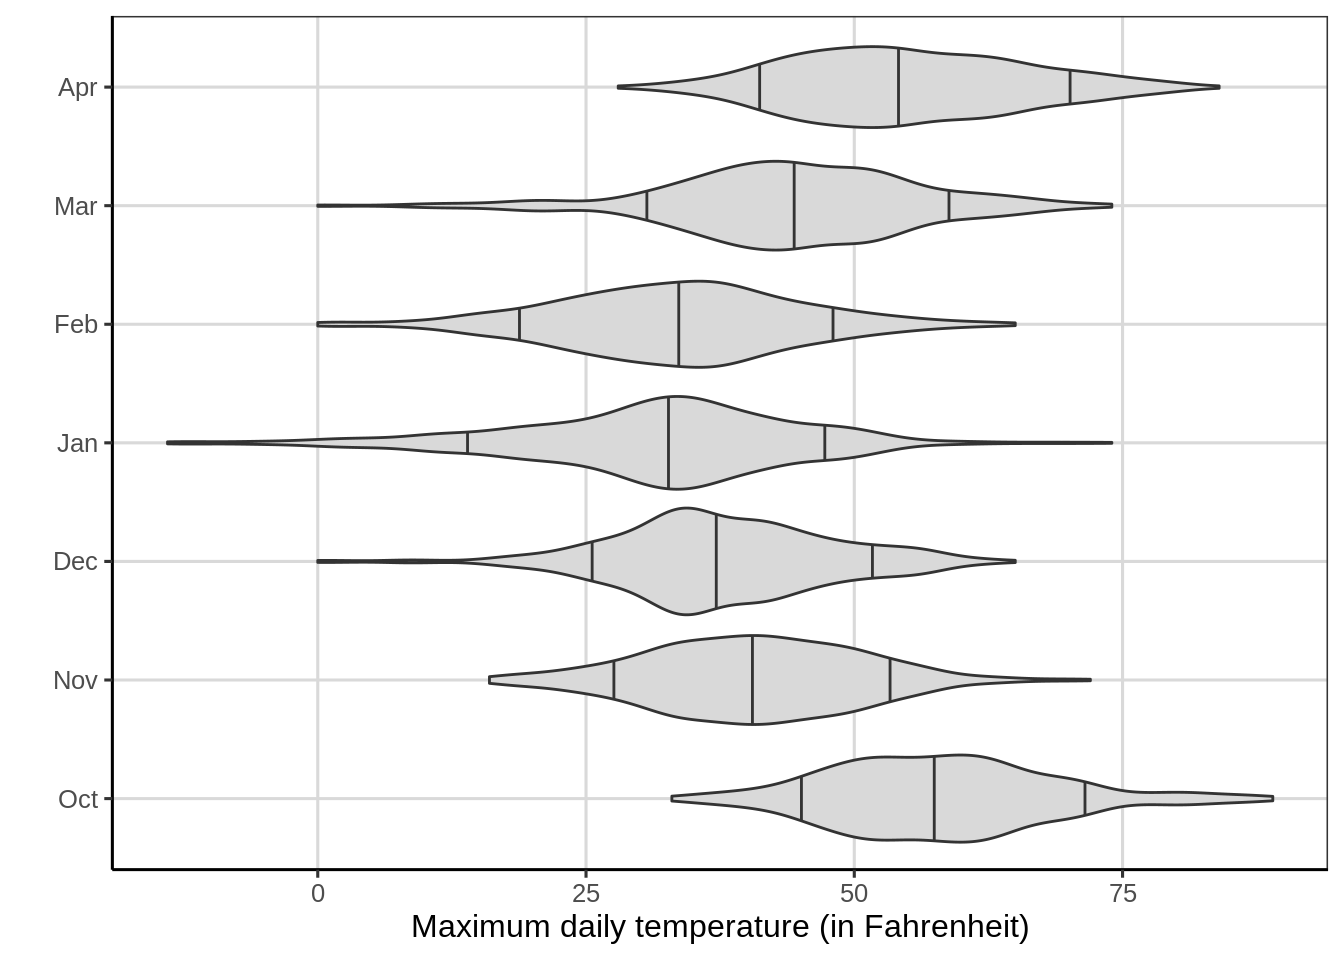 Apr
Mar
Feb
Jan
Dec
Nov
Oct
0 25 50 75
Maximum daily temperature (in Fahrenheit)